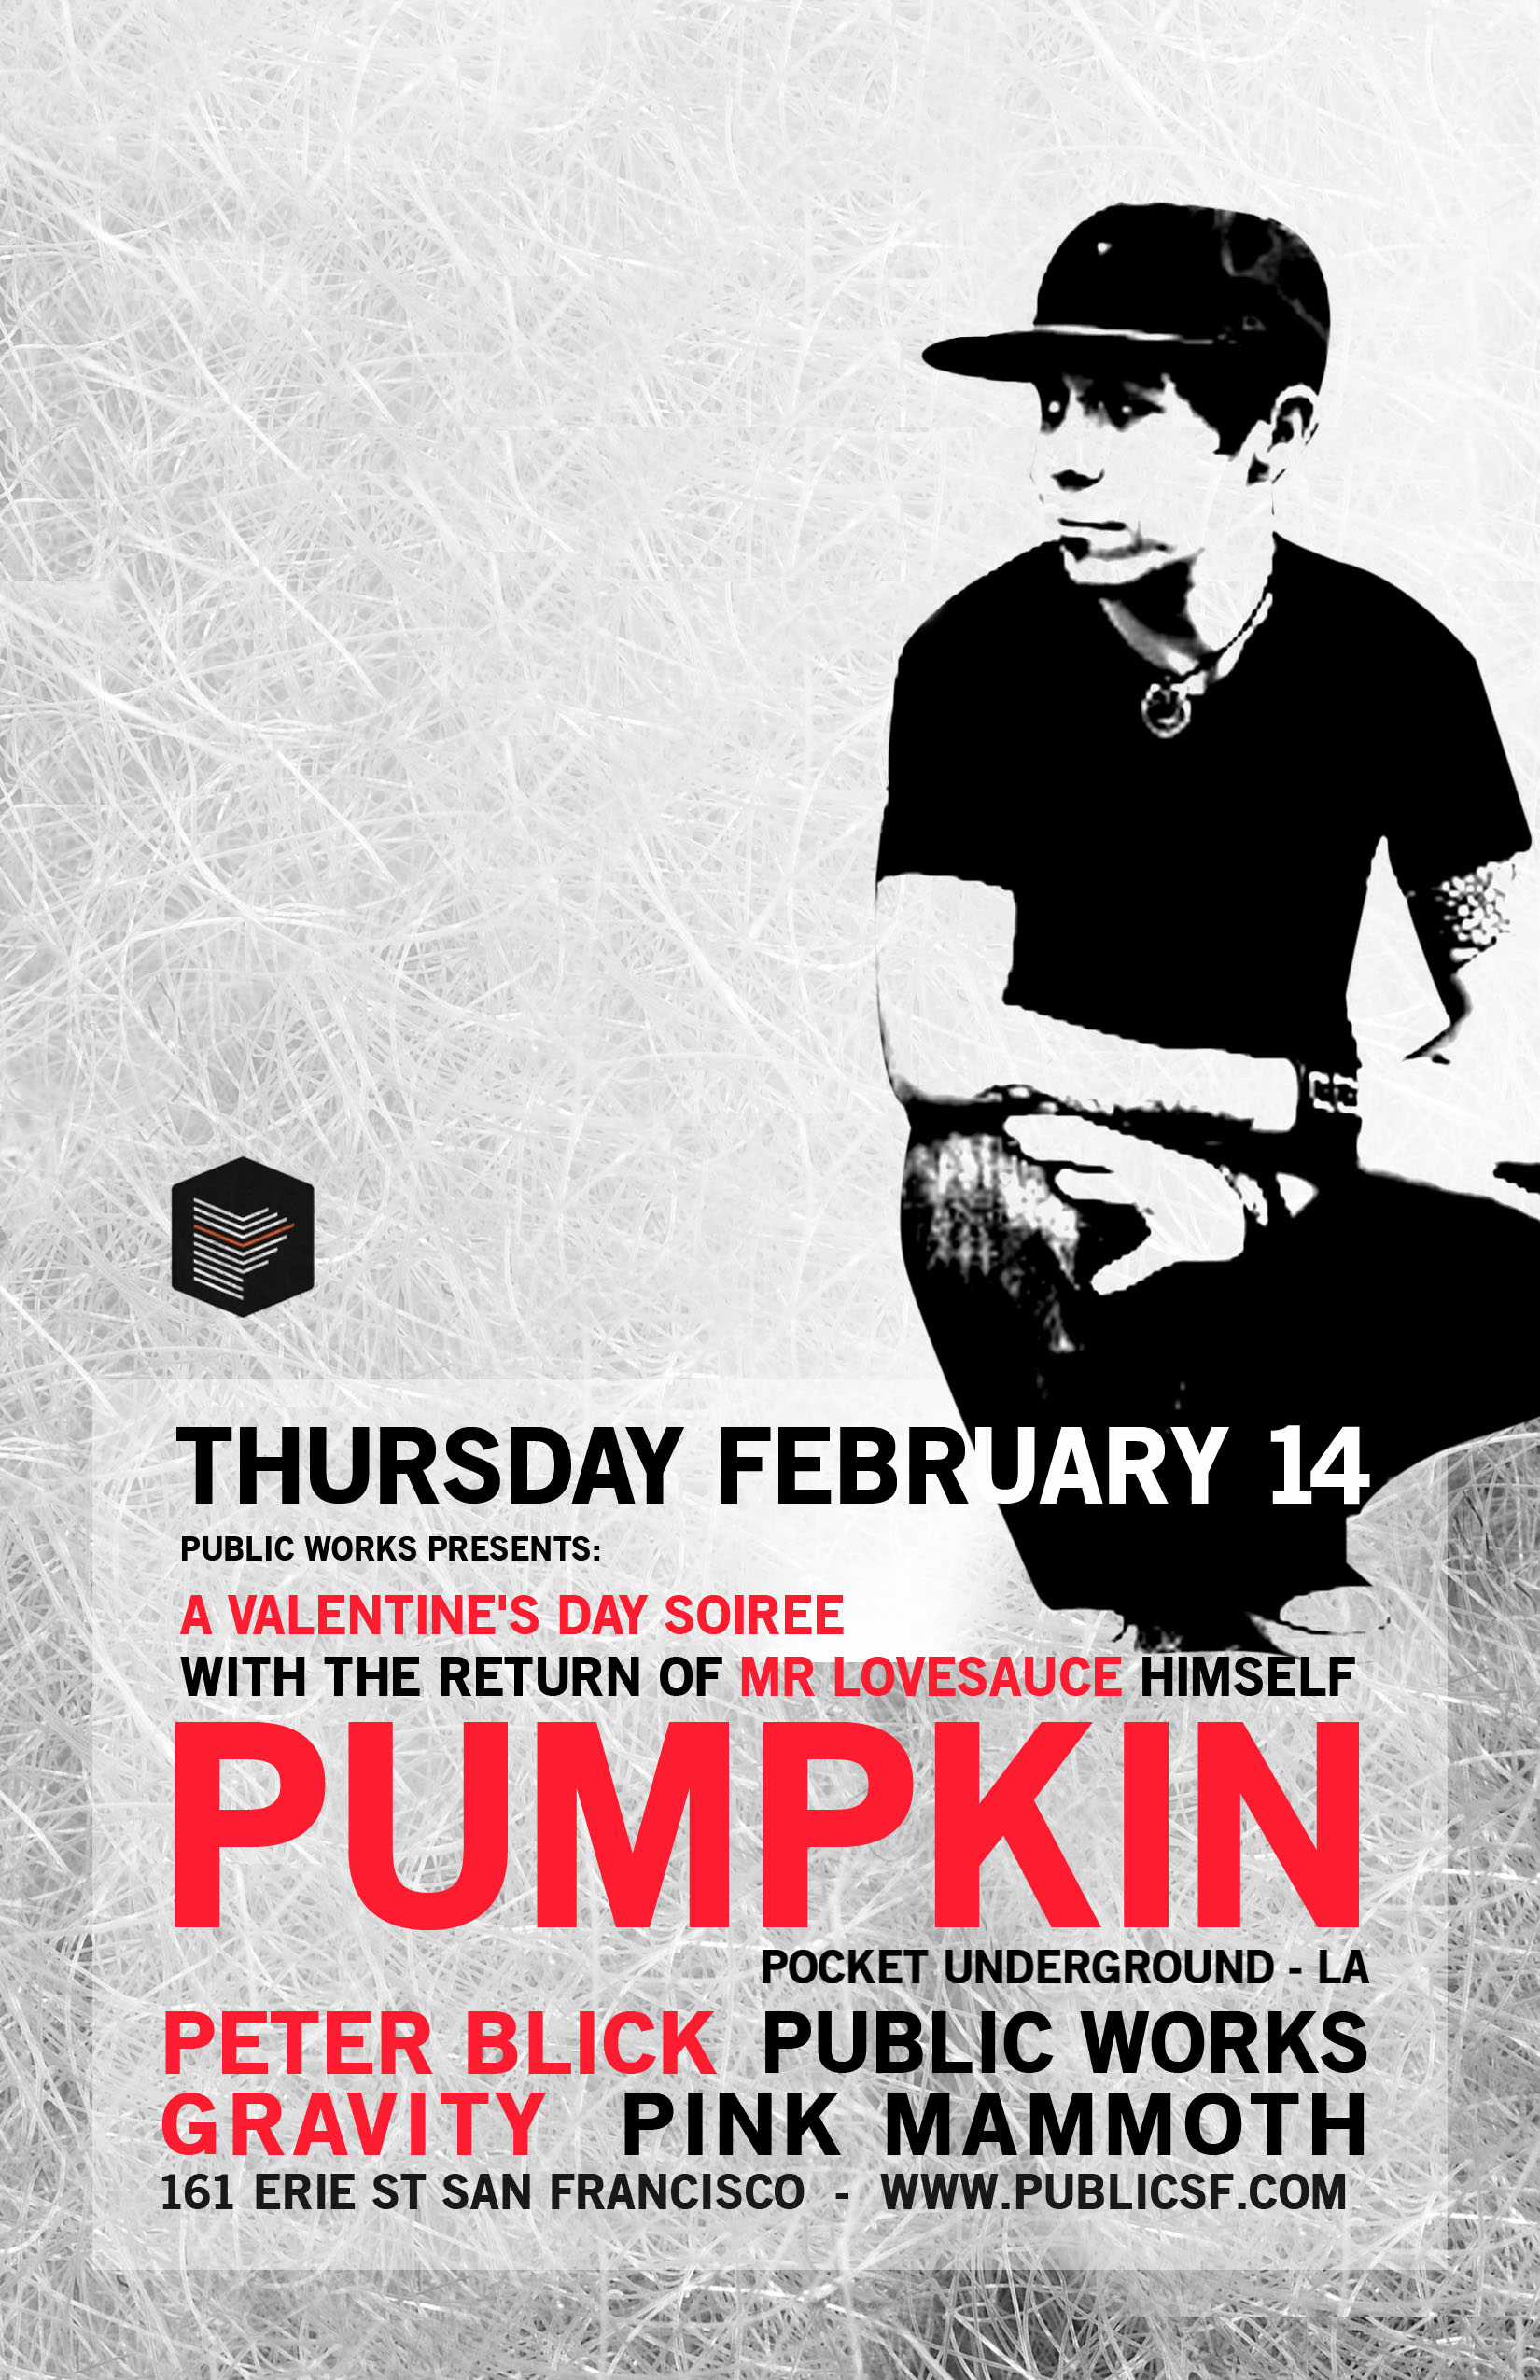 THURSDAY FEBRUARY 14
PUBLIC WORKS PRESENTS:
A VALENTINE'S DAY SOIREE
WITH THE RETURN OF MR LOVESAUCE HIMSELF
PUMPKIN
POCKET UNDERGROUND - LA
PETER BLICK PUBLIC WORKS
GRAVITY PINK MAMMOTH
161 ERIE ST SAN FRANCISCO - WWW.PUBLICSF.COM